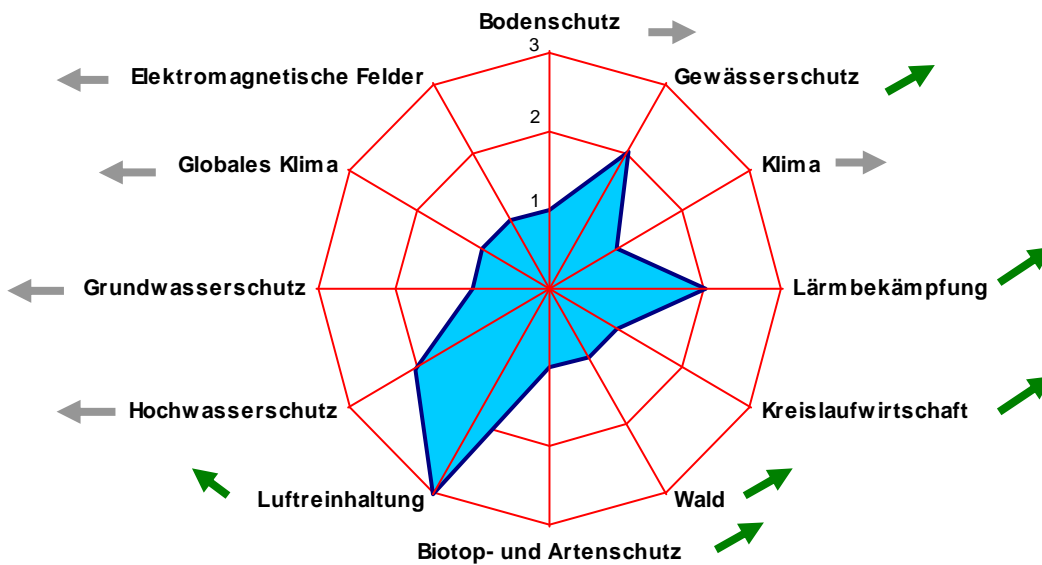 Bodenschutz
3
Elektromagnetische Felder
Gewässerschutz
2
Globales Klima
Klima
1
Grundwasserschutz
Lärmbekämpfung
Hochwasserschutz
Kreislaufwirtschaft
Luftreinhaltung
Wald
Biotop- und Artenschutz